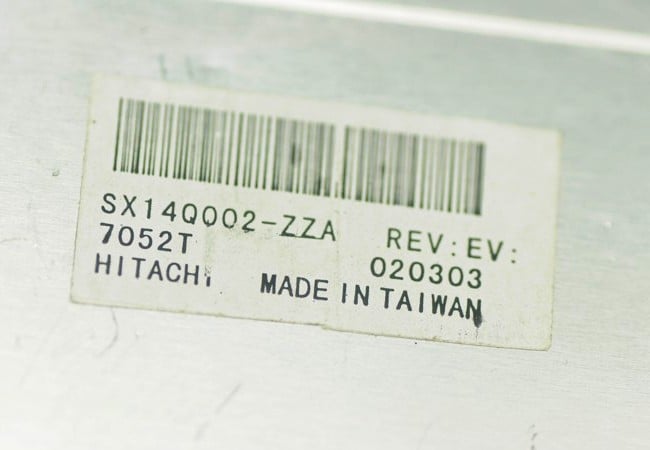 SX14Q002-ZZA REV:EV:
7052T 020303
HITACHI MADE IN TAIWAN